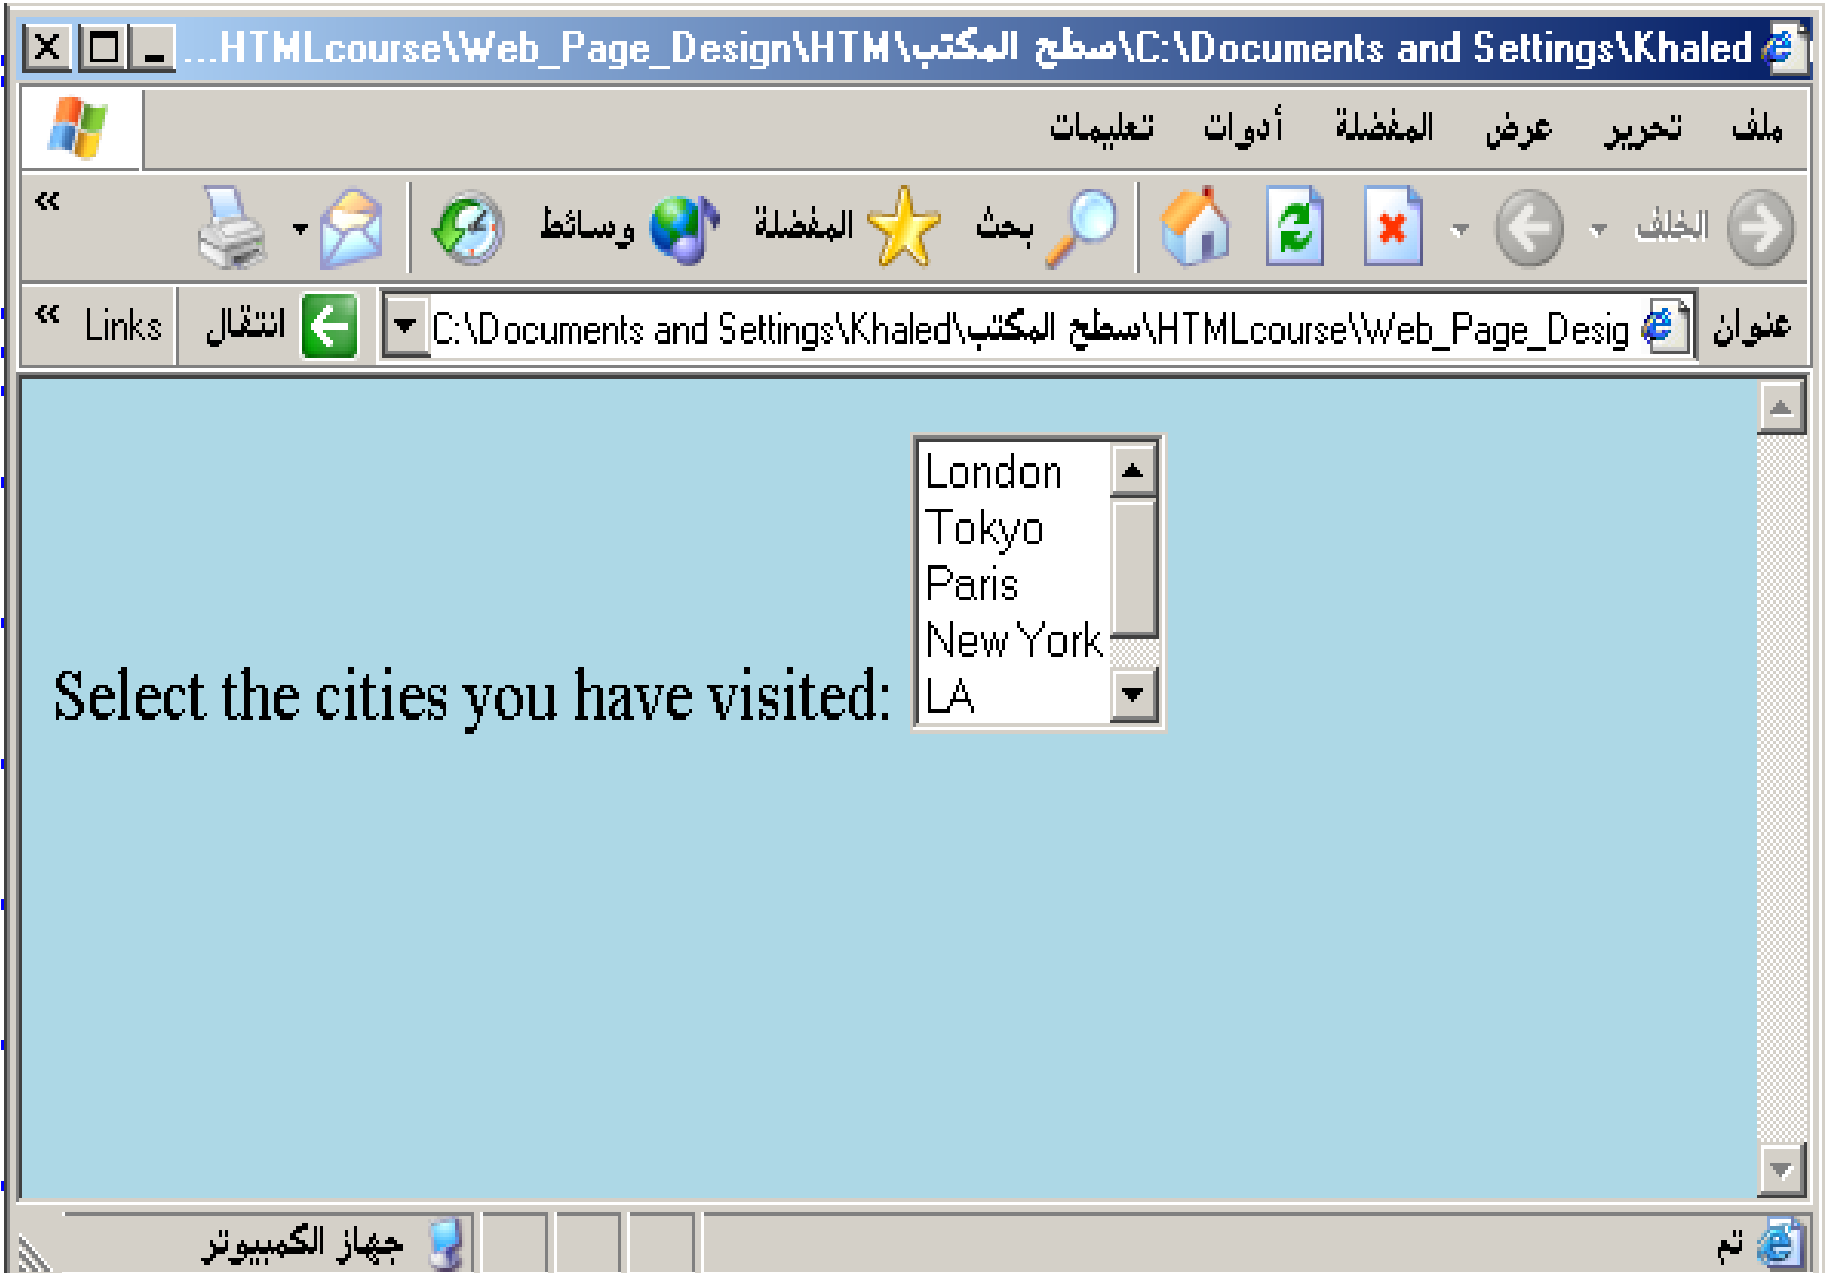 ...HTMLcourse\Web_Page_Design\HTM\سطح المكتب\C:\Documents and Settings\Khaled
ملف تحرير عرض المفضلة أدوات تعليمات
الخلف بحث المفضلة وسائط »
عنوان C:\Documents and Settings\Khaled\سطح المكتب\HTMLcourse\Web_Page_Desig انتقال Links »
London
Tokyo
Paris
New York
Select the cities you have visited: LA
تم جهاز الكمبيوتر